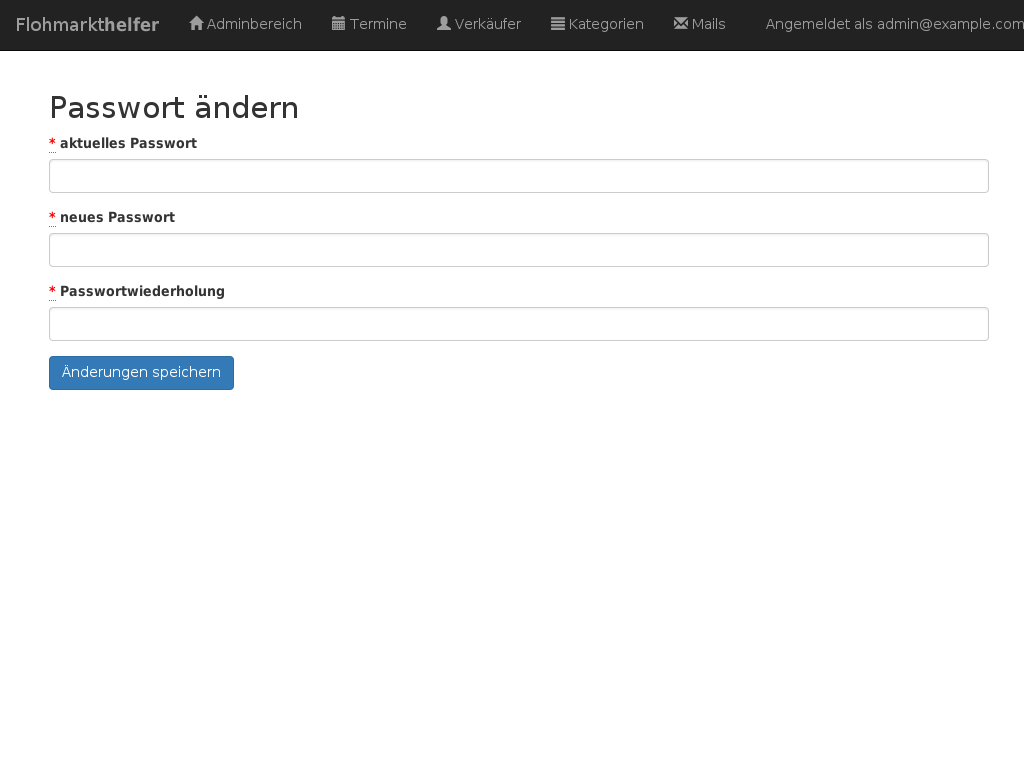 Flohmarkthelfer Adminbereich Termine Verkäufer Kategorien Mails Angemeldet als admin@example.com
Passwort ändern
* aktuelles Passwort
* neues Passwort
* Passwortwiederholung
Änderungen speichern